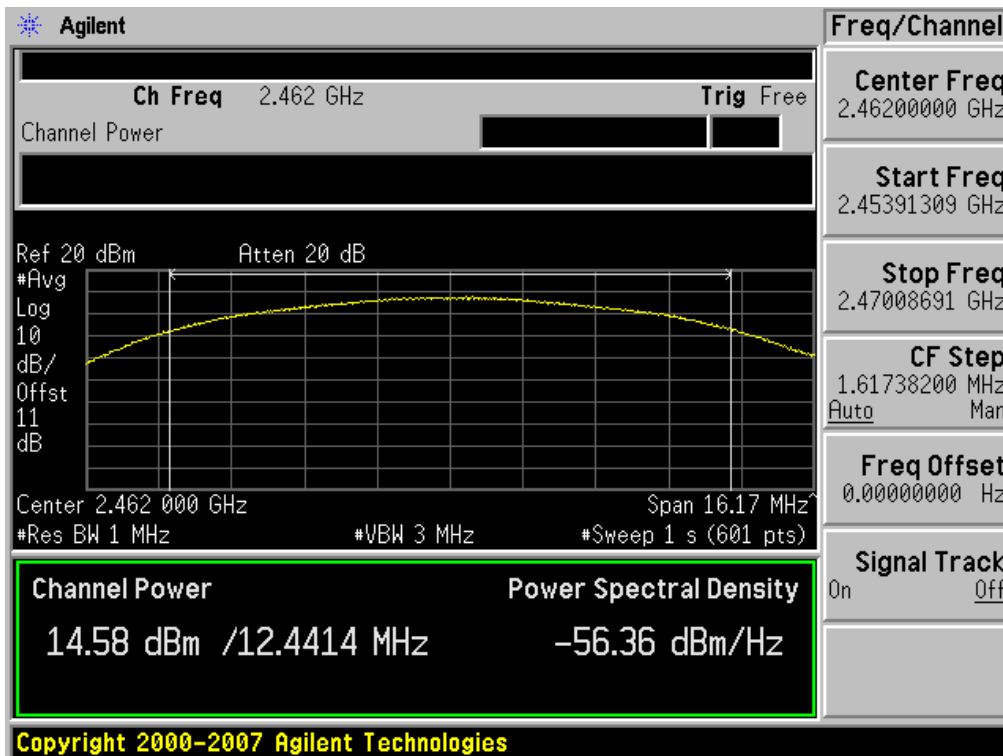 Agilent
Freq/Channel
Ch Freq 2.462 GHz Trig Free
Channel Power
Center Freq
2.46200000 GHz
Start Freq
2.45391309 GHz
Stop Freq
2.47008691 GHz
CF Step
1.61738200 MHz
Auto Man
Freq Offset
0.00000000 Hz
Signal Track
On Off
Ref 20 dBm Atten 20 dB
#Avg
Log
10
dB/
Offst
11
dB
Center 2.462 000 GHz Span 16.17 MHz^
#Res BW 1 MHz #VBW 3 MHz #Sweep 1 s (601 pts)
Channel Power Power Spectral Density
14.58 dBm /12.4414 MHz -56.36 dBm/Hz
Copyright 2000-2007 Agilent Technologies